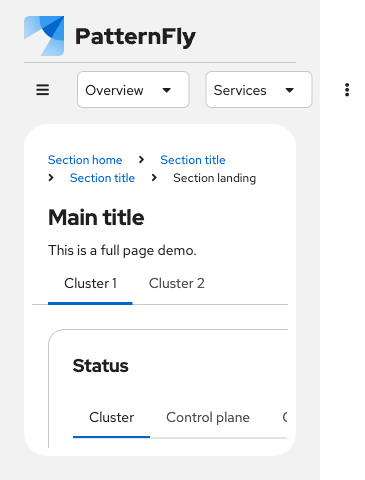 PatternFly
Overview Services
Section home Section title
Section title Section landing
Main title
This is a full page demo.
Cluster 1 Cluster 2
Status
Cluster Control plane